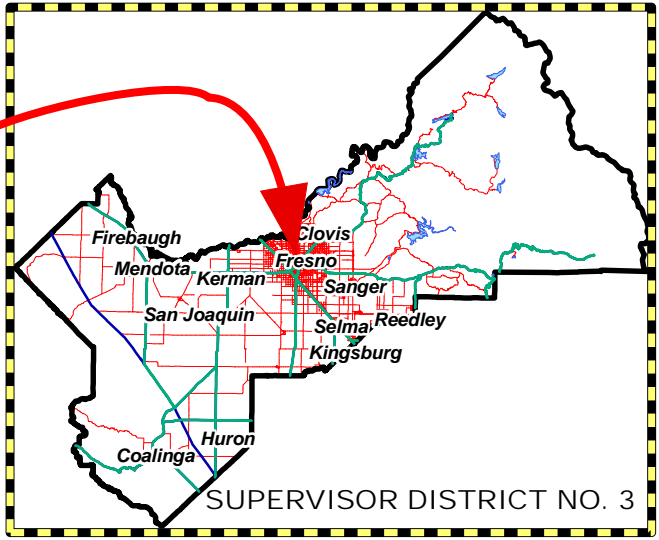 Clovis
Firebaugh
Fresno
Mendota
Kerman
Sanger
San Joaquin
Selma
Reedley
Kingsburg
Huron
Coalinga
SUPERVISOR DISTRICT NO. 3